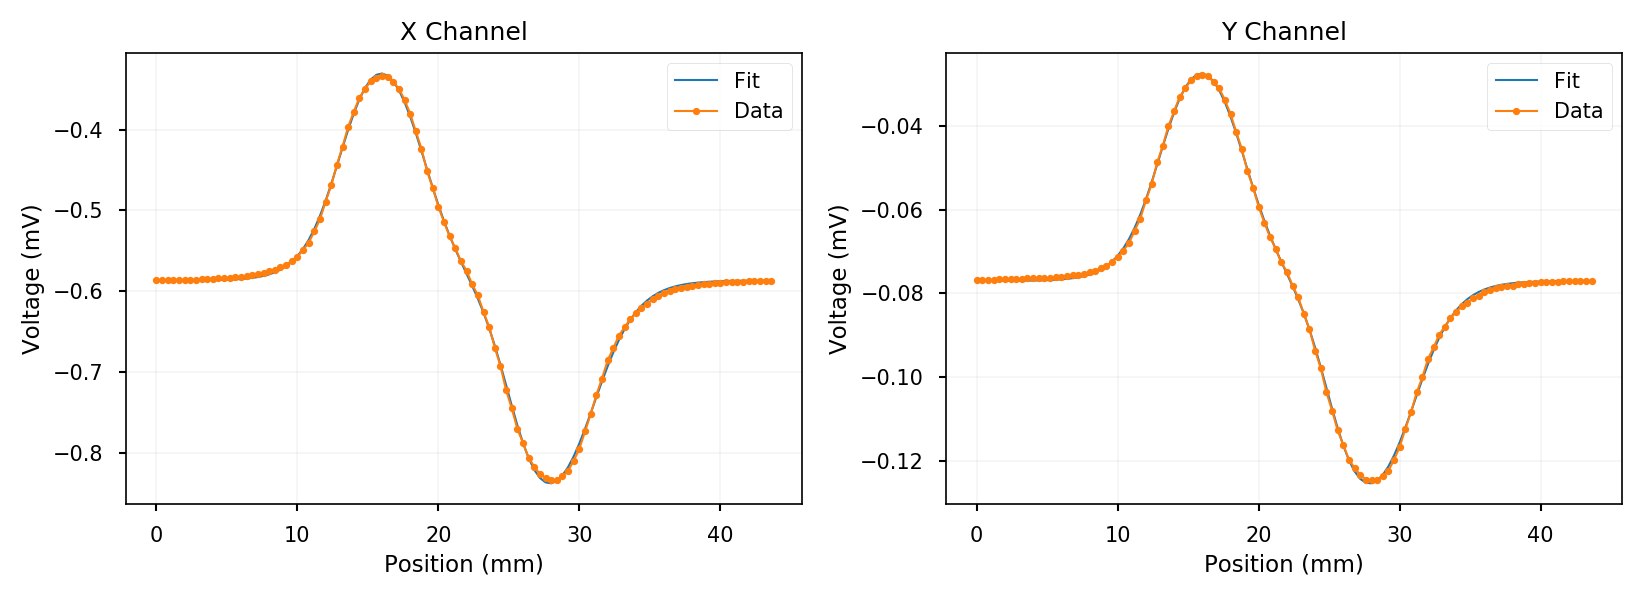 X Channel
Voltage (mV)
−0.4
−0.5
−0.6
−0.7
−0.8
0 10 20 30 40
Position (mm)
Fit
Data
Y Channel
Voltage (mV)
−0.04
−0.06
−0.08
−0.10
−0.12
0 10 20 30 40
Position (mm)
Fit
Data